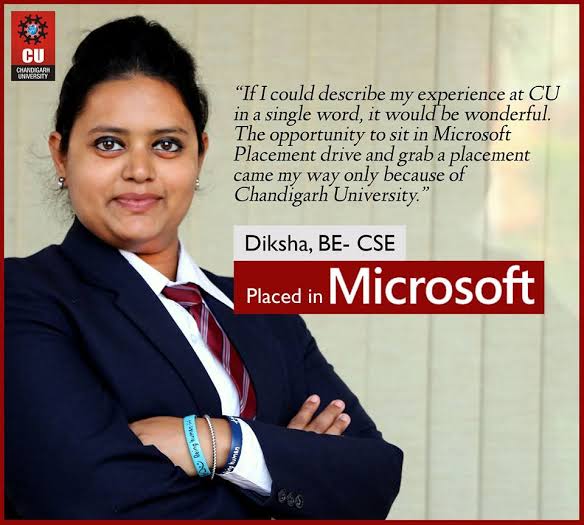 CU
CHANDIGARH
UNIVERSITY
“If I could describe my experience at CU
in a single word, it would be wonderful.
The opportunity to sit in Microsoft
Placement drive and grab a placement
came my way only because of
Chandigarh University.”
Diksha, BE- CSE
Placed in Microsoft
being human